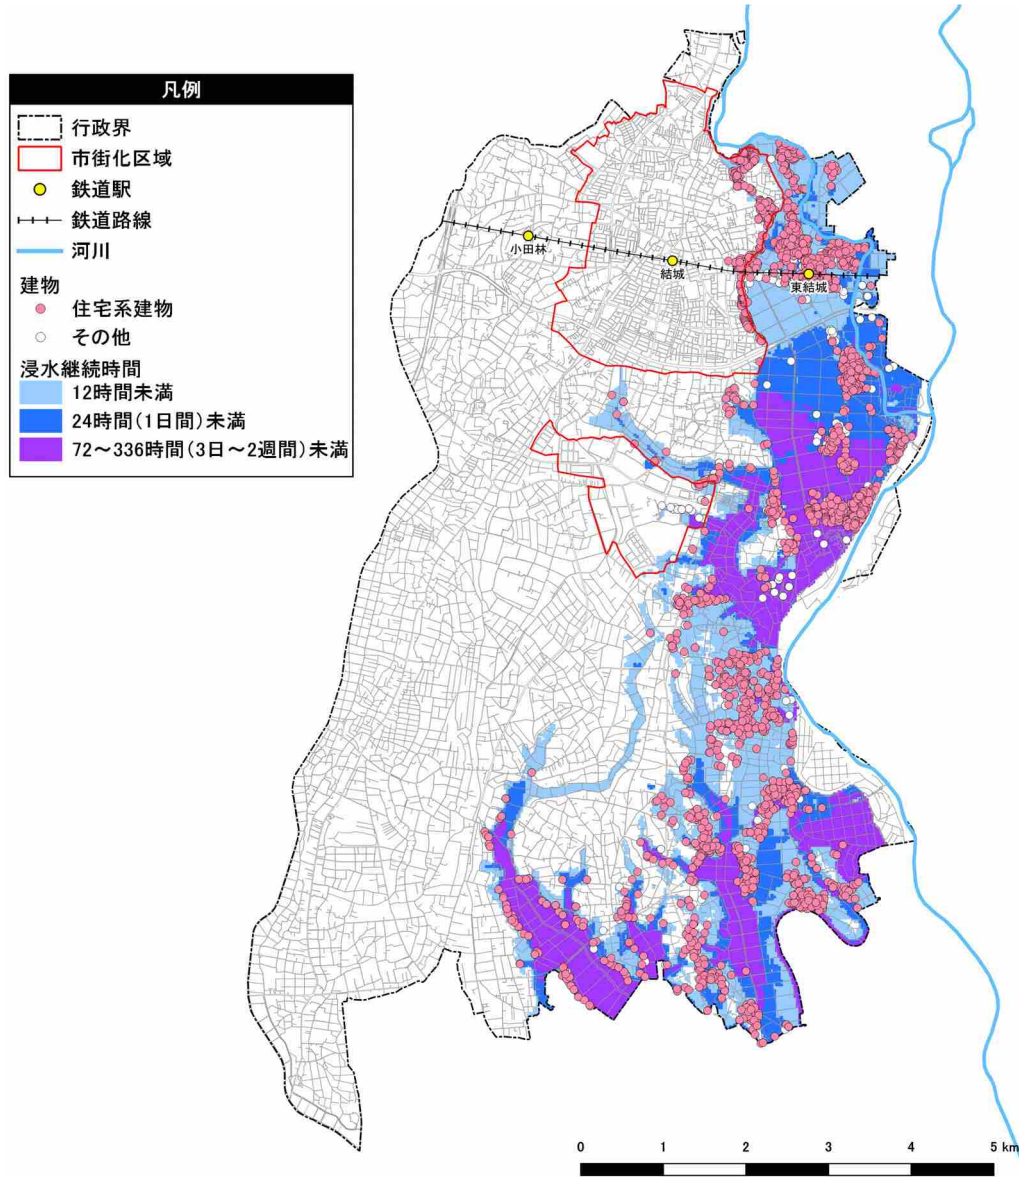 凡例
行政界
市街化区域
鉄道駅
鉄道路線
河川
建物
住宅系建物
その他
浸水継続時間
12時間未満
24時間(1日間)未満
72～336時間(3日～2週間)未満
小田林
結城
東結城
0 1 2 3 4 5 km